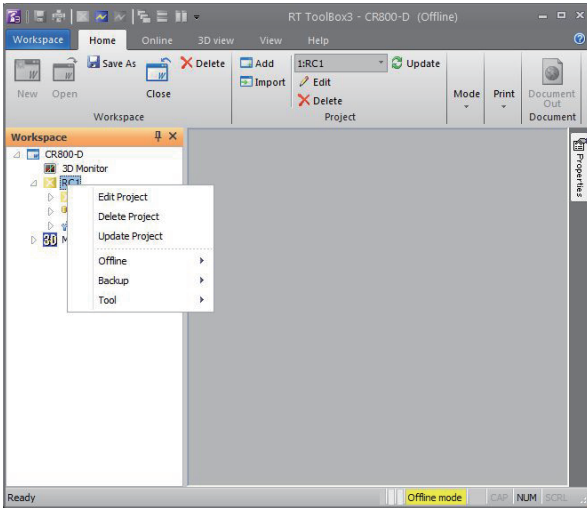 RT ToolBox3 - CR800-D (Offline)
Workspace Home Online 3D view View Help
New Open Save As Close Delete
Workspace
Add Import 1:RC1 Edit Delete Update
Project
Mode Print
Document Out
Document
Workspace
CR800-D
3D Monitor
RC1
Edit Project
Delete Project
Update Project
Offline
Backup
Tool
3D M
Properties
Ready Offline mode CAP NUM SCRL